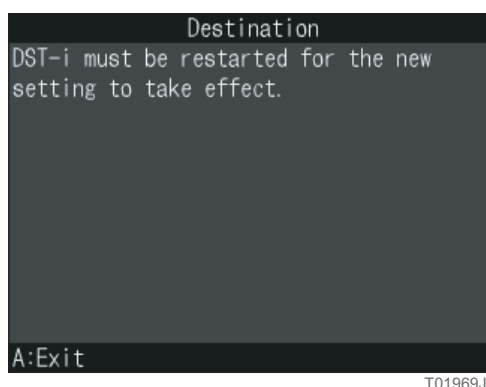 Destination
DST-i must be restarted for the new
setting to take effect.
A:Exit
T01969J